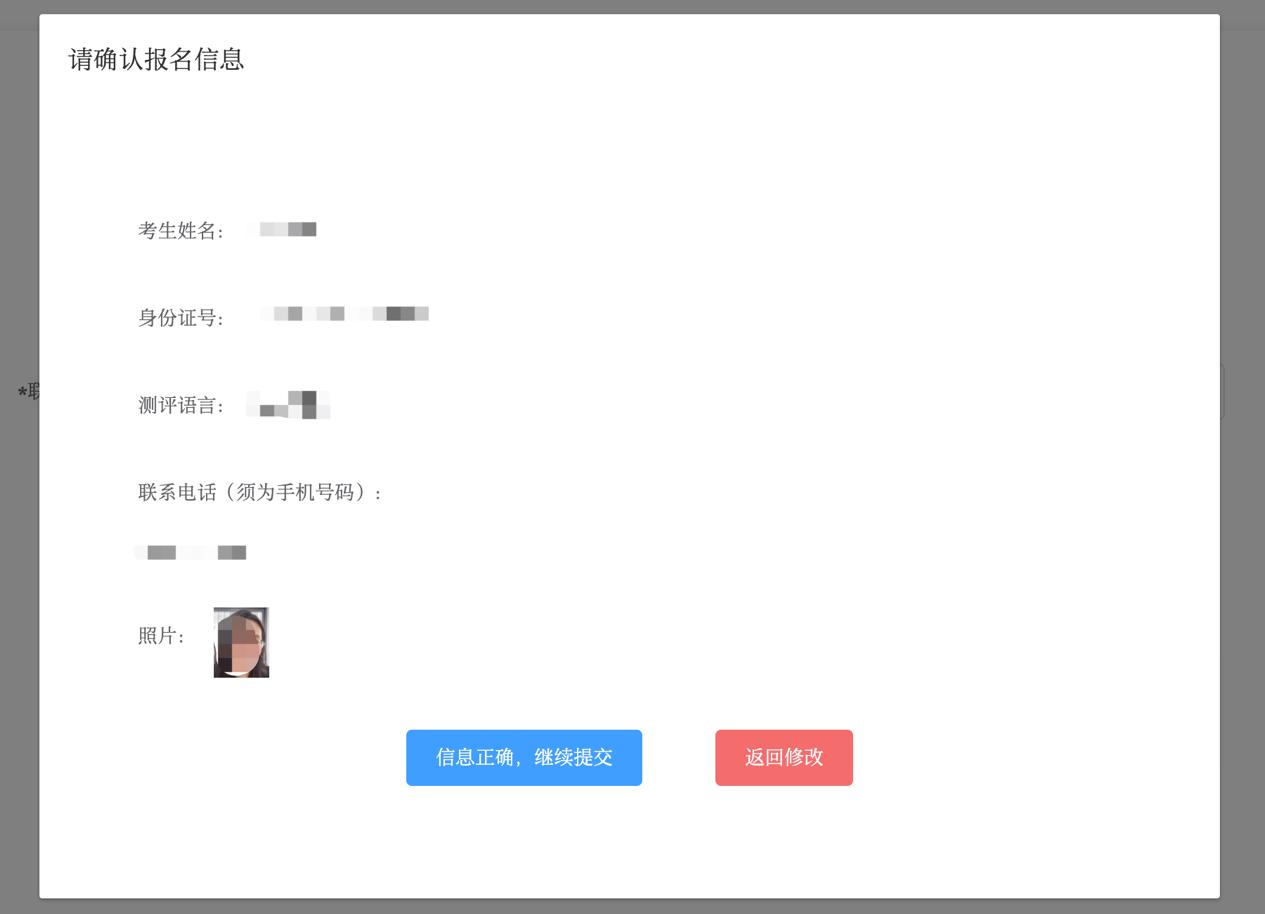 请确认报名信息
考生姓名：
身份证号：
*联
测评语言：
联系电话（须为手机号码）：
照片：
信息正确，继续提交
返回修改